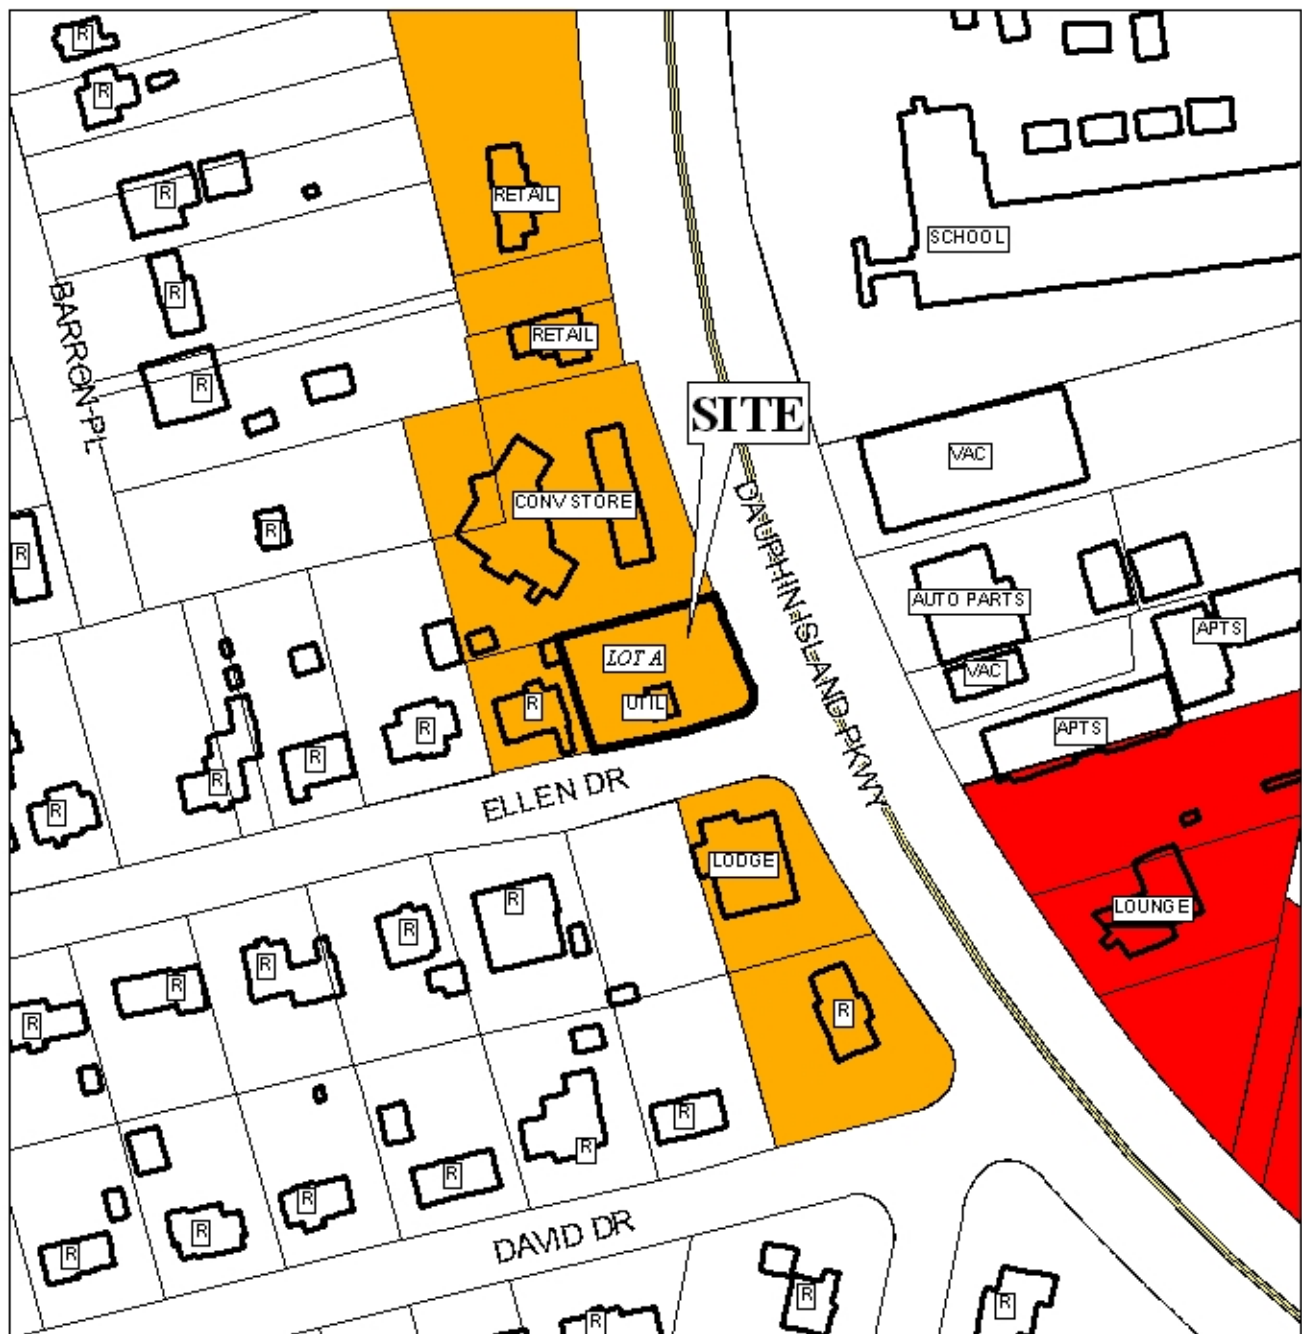 R
R
R
RETAIL
SCHOOL
R
BARRON PL
RETAIL
R
SITE
VAC
CONV STORE
R
R
DAUPHIN ISLAND PKWY
AUTO PARTS
APTS
LOT A
VAC
UTIL
R
R
APTS
R
R
R
ELLEN DR
LODGE
R
R
LOUNGE
R
R
R
R
R
R
R
R
R
R
R
DAVID DR
R
R
R
R